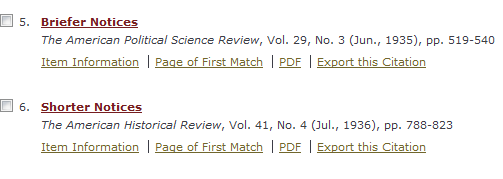 5. Briefer Notices
The American Political Science Review, Vol. 29, No. 3 (Jun., 1935), pp. 519-540
Item Information | Page of First Match | PDF | Export this Citation
6. Shorter Notices
The American Historical Review, Vol. 41, No. 4 (Jul., 1936), pp. 788-823
Item Information | Page of First Match | PDF | Export this Citation